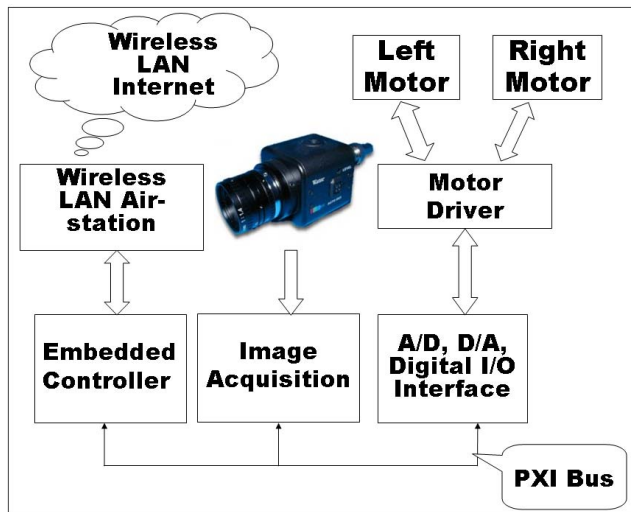 Wireless
LAN
Internet
Left
Motor
Right
Motor
Wireless
LAN Air-
station
Motor
Driver
Embedded
Controller
Image
Acquisition
A/D, D/A,
Digital I/O
Interface
PXI Bus